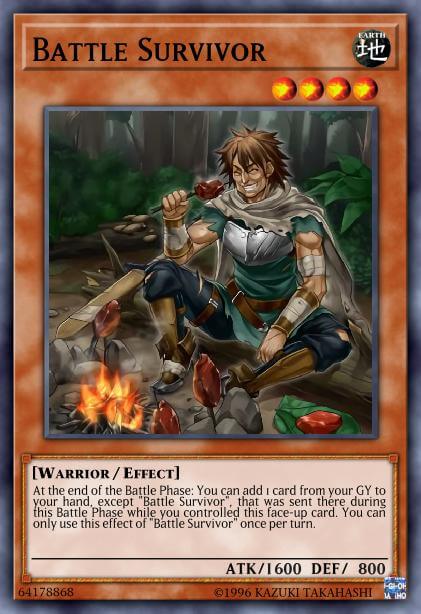 BATTLE SURVIVOR
EARTH
地
[WARRIOR / EFFECT]
At the end of the Battle Phase: You can add 1 card from your GY to
your hand, except "Battle Survivor", that was sent there during
this Battle Phase while you controlled this face-up card. You can
only use this effect of "Battle Survivor" once per turn.
ATK/1600 DEF/ 800
64178868
©1996 KAZUKI TAKAHASHI